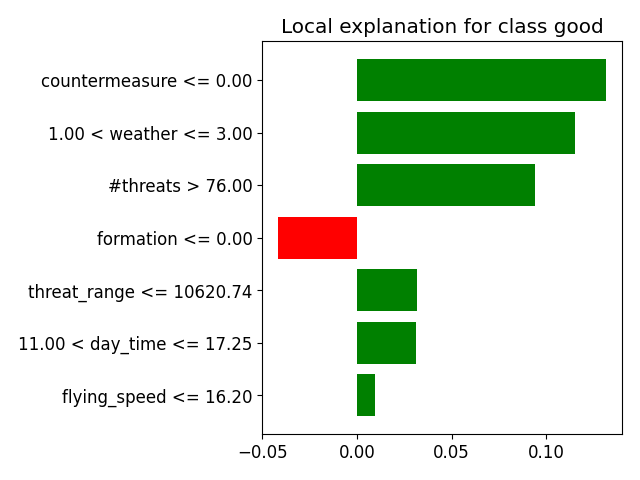 Local explanation for class good
countermeasure <= 0.00
1.00 < weather <= 3.00
#threats > 76.00
formation <= 0.00
threat_range <= 10620.74
11.00 < day_time <= 17.25
flying_speed <= 16.20
−0.05 0.00 0.05 0.10